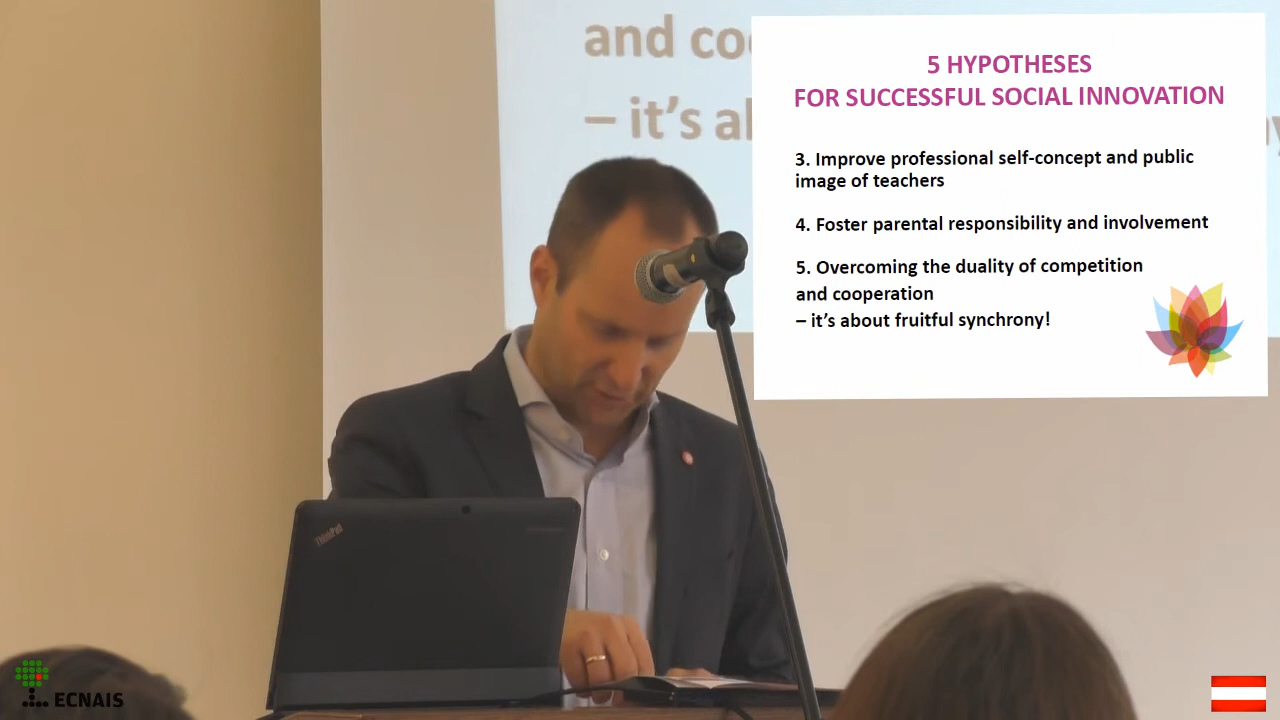 and co
– it's al
5 HYPOTHESES
FOR SUCCESSFUL SOCIAL INNOVATION
3. Improve professional self-concept and public
image of teachers
4. Foster parental responsibility and involvement
5. Overcoming the duality of competition
and cooperation
– it's about fruitful synchrony!
ThinkPad
ECNAIS